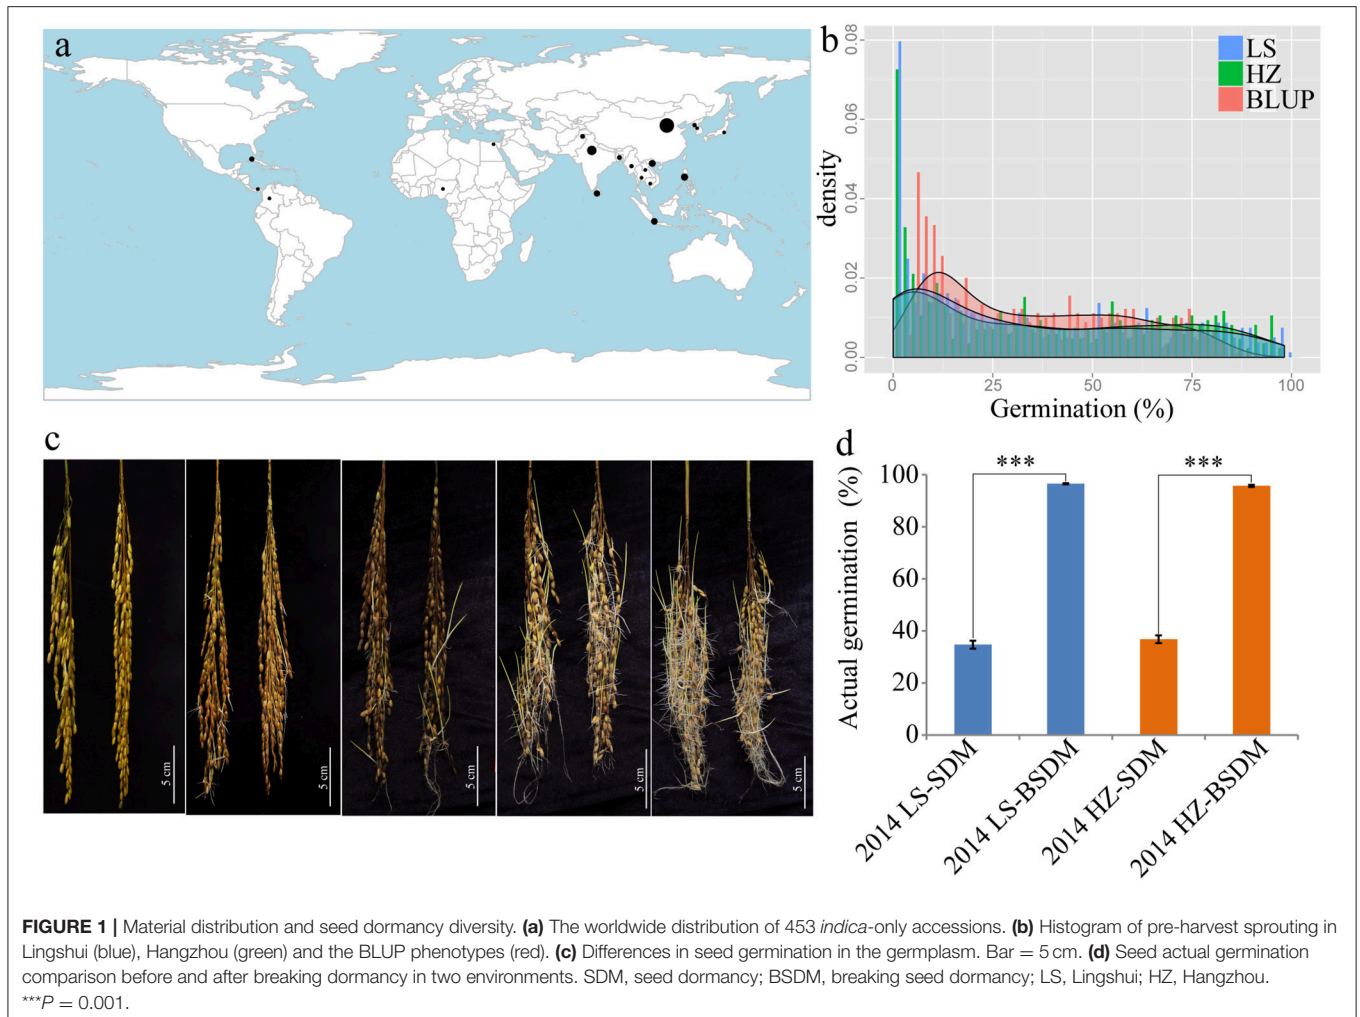 a
b
0.08
0.06
0.04
0.02
0.00
density
LS
HZ
BLUP
0
25
50
75
100
Germination (%)
c
5 cm
5 cm
5 cm
5 cm
5 cm
d
Actual germination (%)
100
80
60
40
20
0
***
***
2014 LS-SDM
2014 LS-BSDM
2014 HZ-SDM
2014 HZ-BSDM
FIGURE 1 | Material distribution and seed dormancy diversity. (a) The worldwide distribution of 453 indica-only accessions. (b) Histogram of pre-harvest sprouting in
Lingshui (blue), Hangzhou (green) and the BLUP phenotypes (red). (c) Differences in seed germination in the germplasm. Bar = 5 cm. (d) Seed actual germination
comparison before and after breaking dormancy in two environments. SDM, seed dormancy; BSDM, breaking seed dormancy; LS, Lingshui; HZ, Hangzhou.
***P = 0.001.